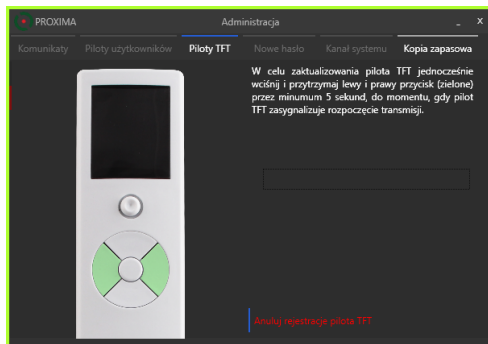 PROXIMA Administracja _ X
Komunikaty Piloty użytkowników Piloty TFT Nowe hasło Kanał systemu Kopia zapasowa
W celu zaktualizowania pilota TFT jednocześnie
wciśnij i przytrzymaj lewy i prawy przycisk (zielone)
przez minumum 5 sekund, do momentu, gdy pilot
TFT zasygnalizuje rozpoczęcie transmisji.
Anuluj rejestracje pilota TFT